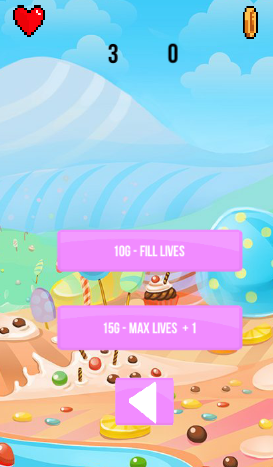 3 0
10G - FILL LIVES
15G - MAX LIVES + 1